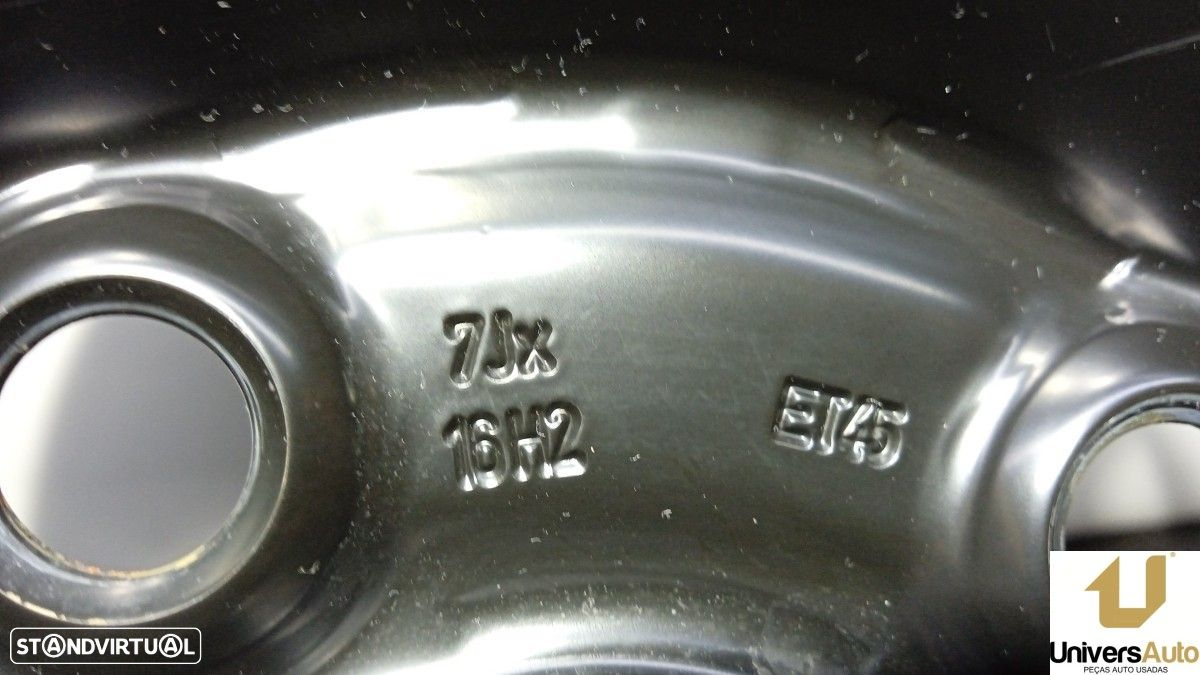 7Jx
16H2
ET45
STANDVIRTUAL
UniversAuto
PEÇAS AUTO USADAS